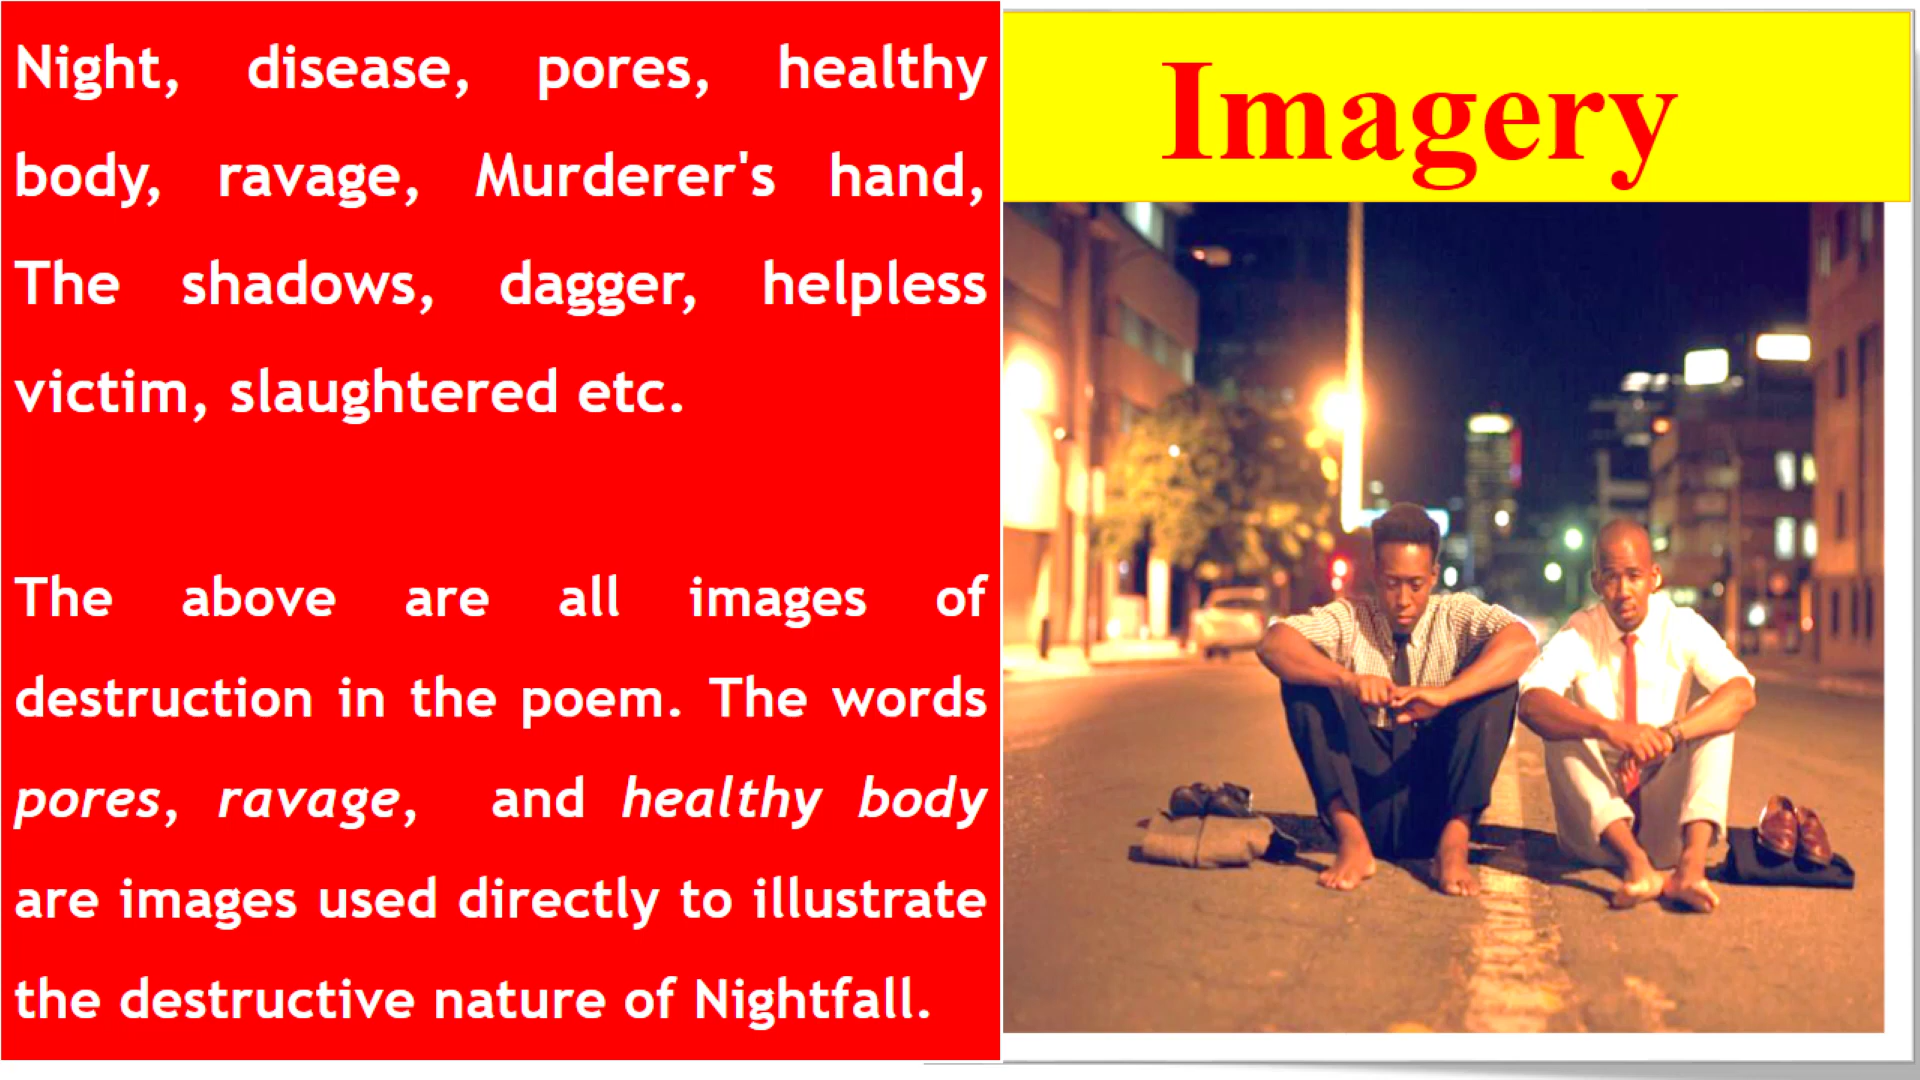 Night, disease, pores, healthy
body, ravage, Murderer's hand,
The shadows, dagger, helpless
victim, slaughtered etc.
The above are all images of
destruction in the poem. The words
pores, ravage, and healthy body
are images used directly to illustrate
the destructive nature of Nightfall.
Imagery